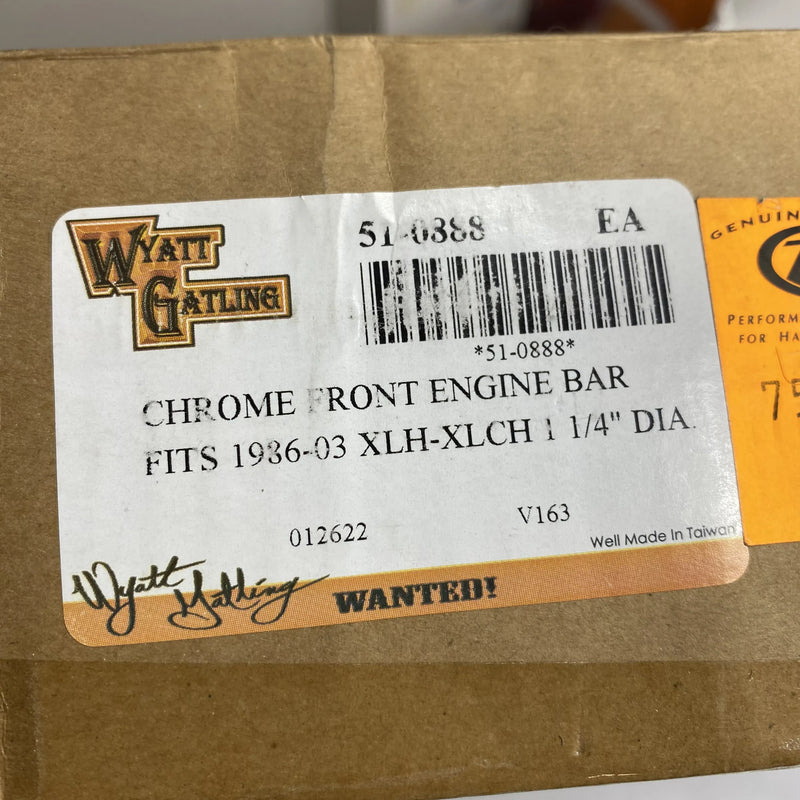 WYATT
GATLING
51-0888 EA
*51-0888*
CHROME FRONT ENGINE BAR
FITS 1986-03 XLH-XLCH 1 1/4" DIA.
012622 V163
Well Made In Taiwan
Wyatt Gatling WANTED!
GENUIN
PERFORM
FOR HA
75